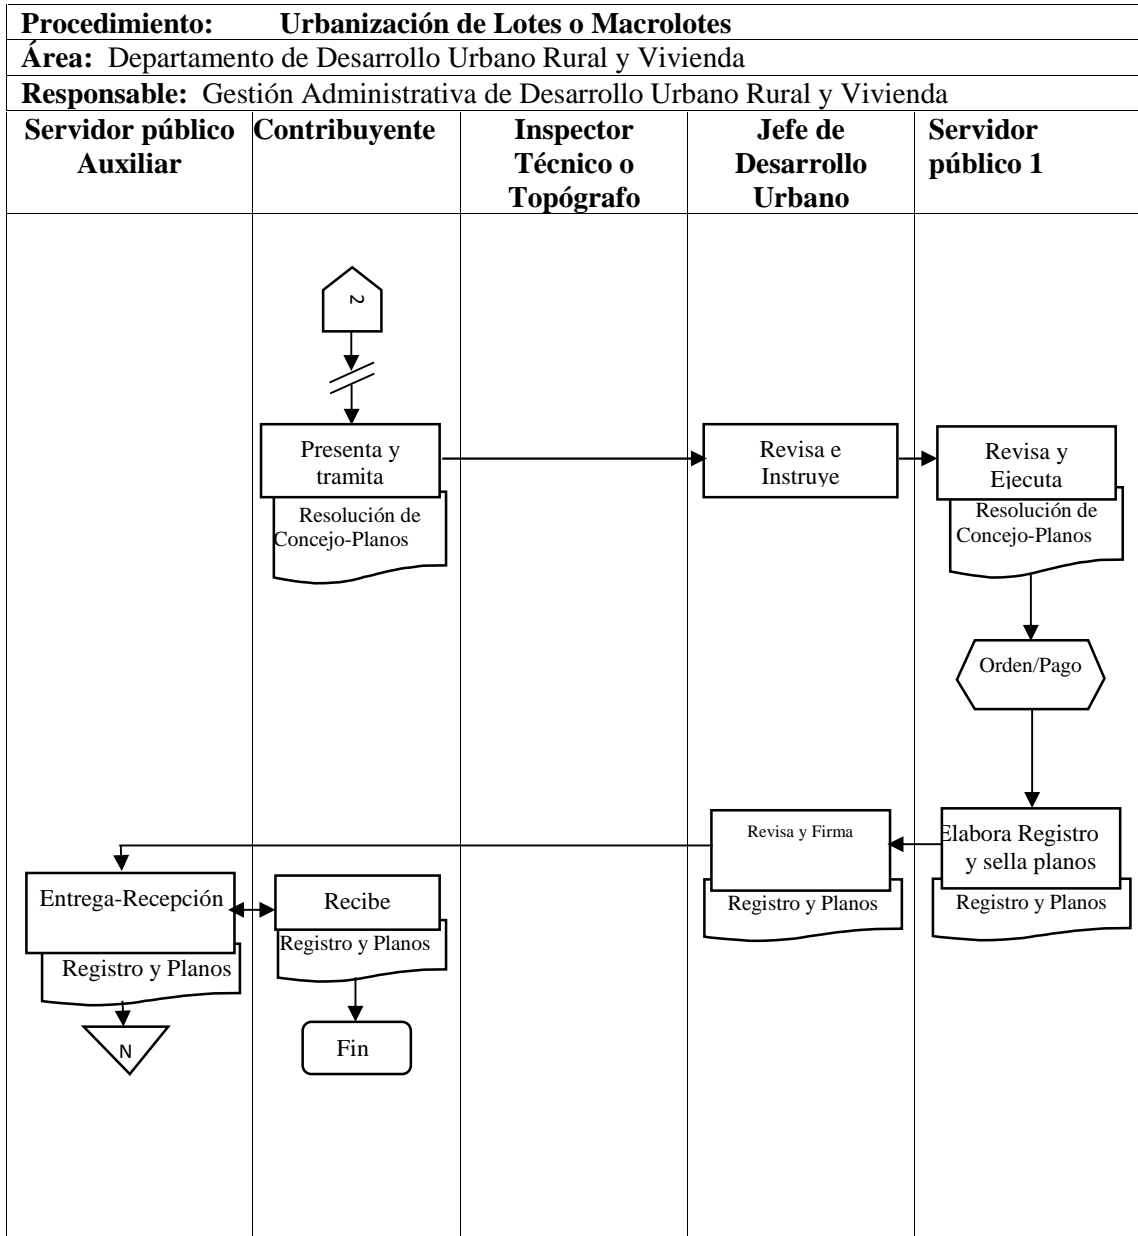 Procedimiento: Urbanización de Lotes o Macrolotes
Área: Departamento de Desarrollo Urbano Rural y Vivienda
Responsable: Gestión Administrativa de Desarrollo Urbano Rural y Vivienda
Servidor público
Auxiliar
Contribuyente
Inspector
Técnico o
Topógrafo
Jefe de
Desarrollo
Urbano
Servidor
público 1
2
Presenta y
tramita
Resolución de
Concejo-Planos
Revisa e
Instruye
Revisa y
Ejecuta
Resolución de
Concejo-Planos
Orden/Pago
Elabora Registro
y sella planos
Registro y Planos
Revisa y Firma
Registro y Planos
Entrega-Recepción
Registro y Planos
N
Recibe
Registro y Planos
Fin